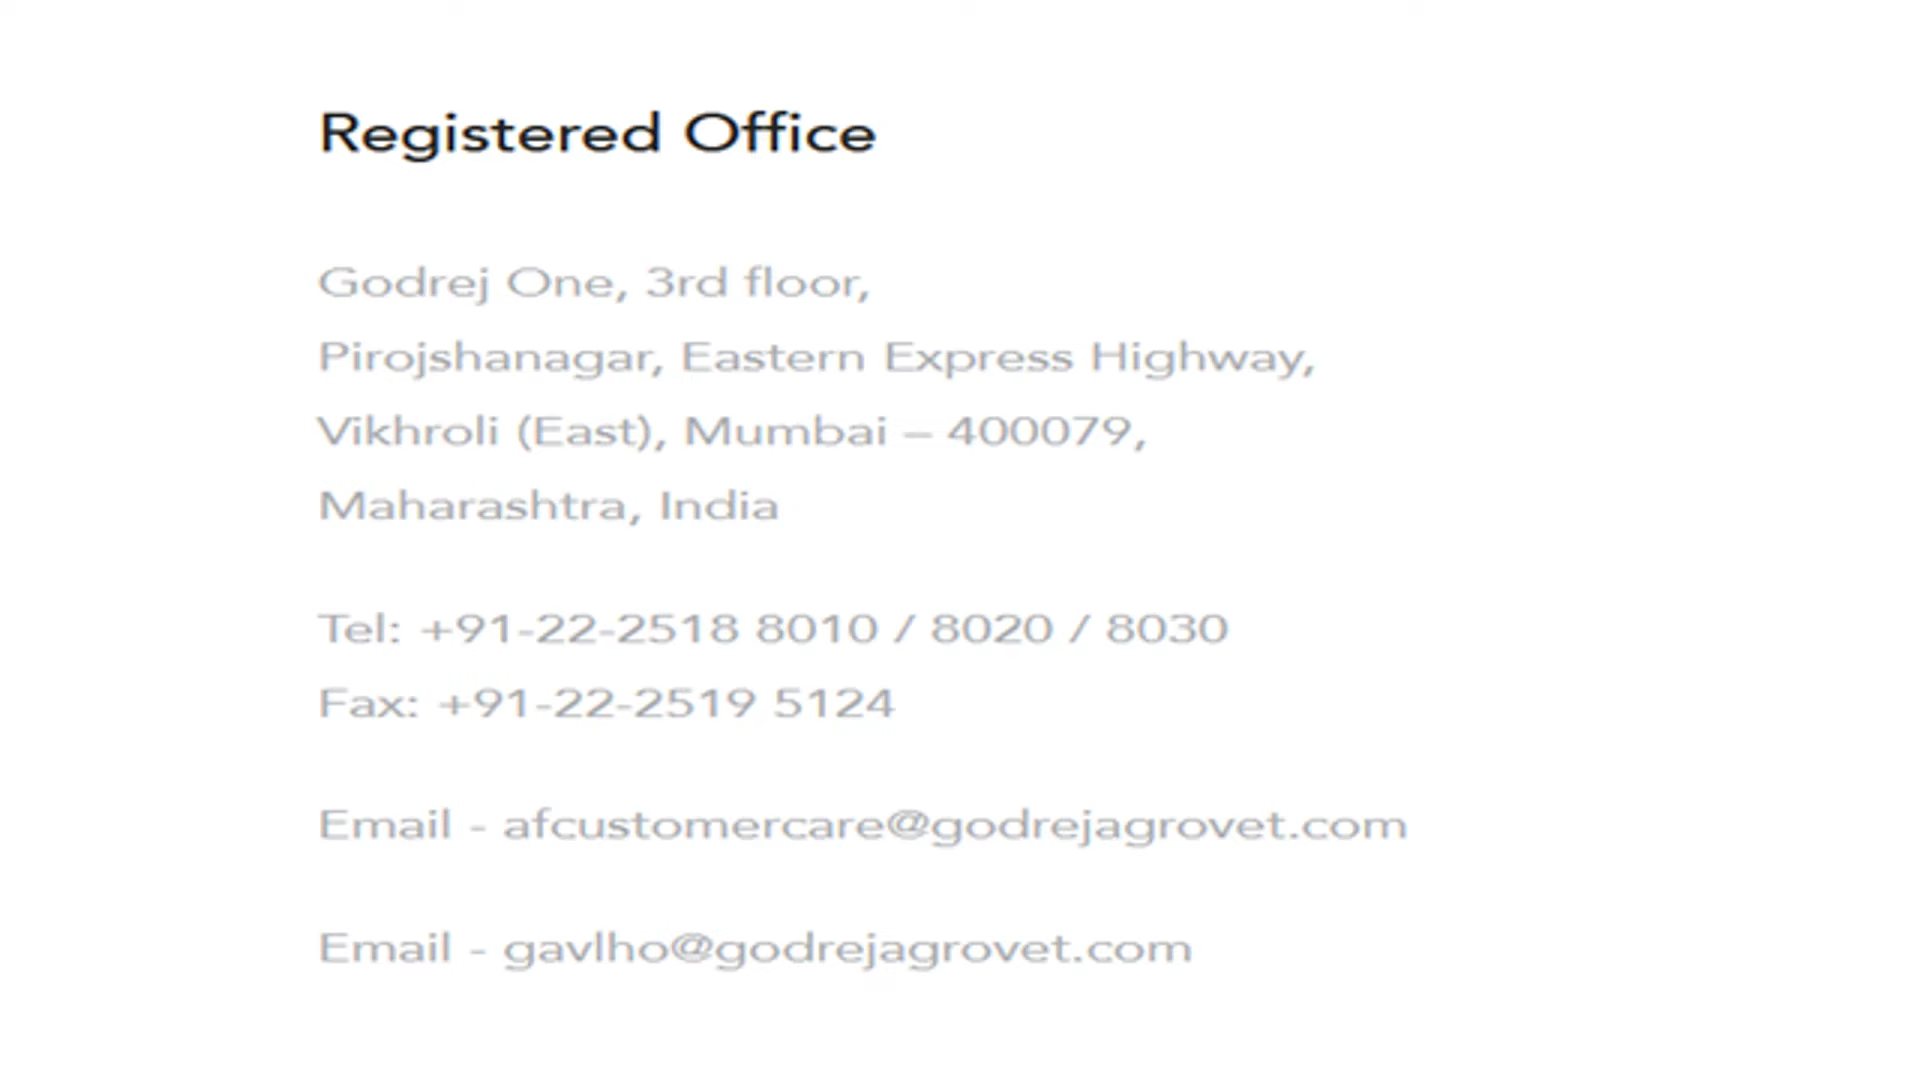 Registered Office
Godrej One, 3rd floor,
Pirojshanagar, Eastern Express Highway,
Vikhroli (East), Mumbai – 400079,
Maharashtra, India
Tel: +91-22-2518 8010 / 8020 / 8030
Fax: +91-22-2519 5124
Email - afcustomercare@godrejagrovet.com
Email - gavlho@godrejagrovet.com